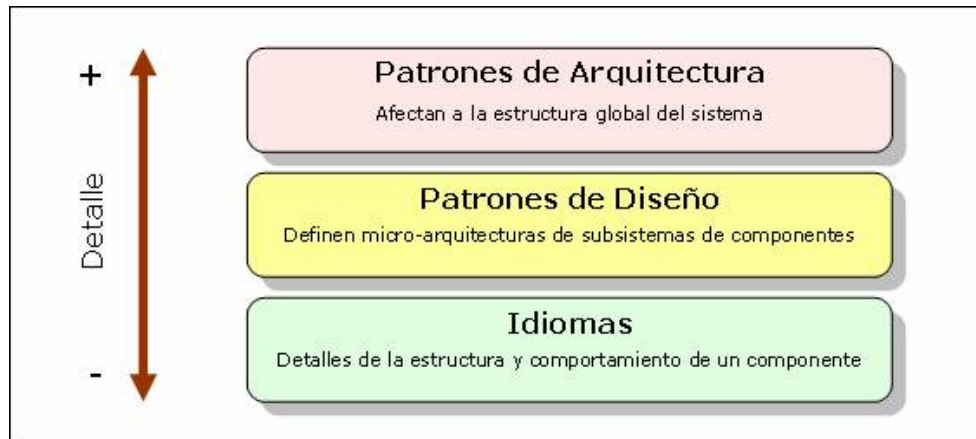 +
Detalle
-
Patrones de Arquitectura
Afectan a la estructura global del sistema
Patrones de Diseño
Definen micro-arquitecturas de subsistemas de componentes
Idiomas
Detalles de la estructura y comportamiento de un componente